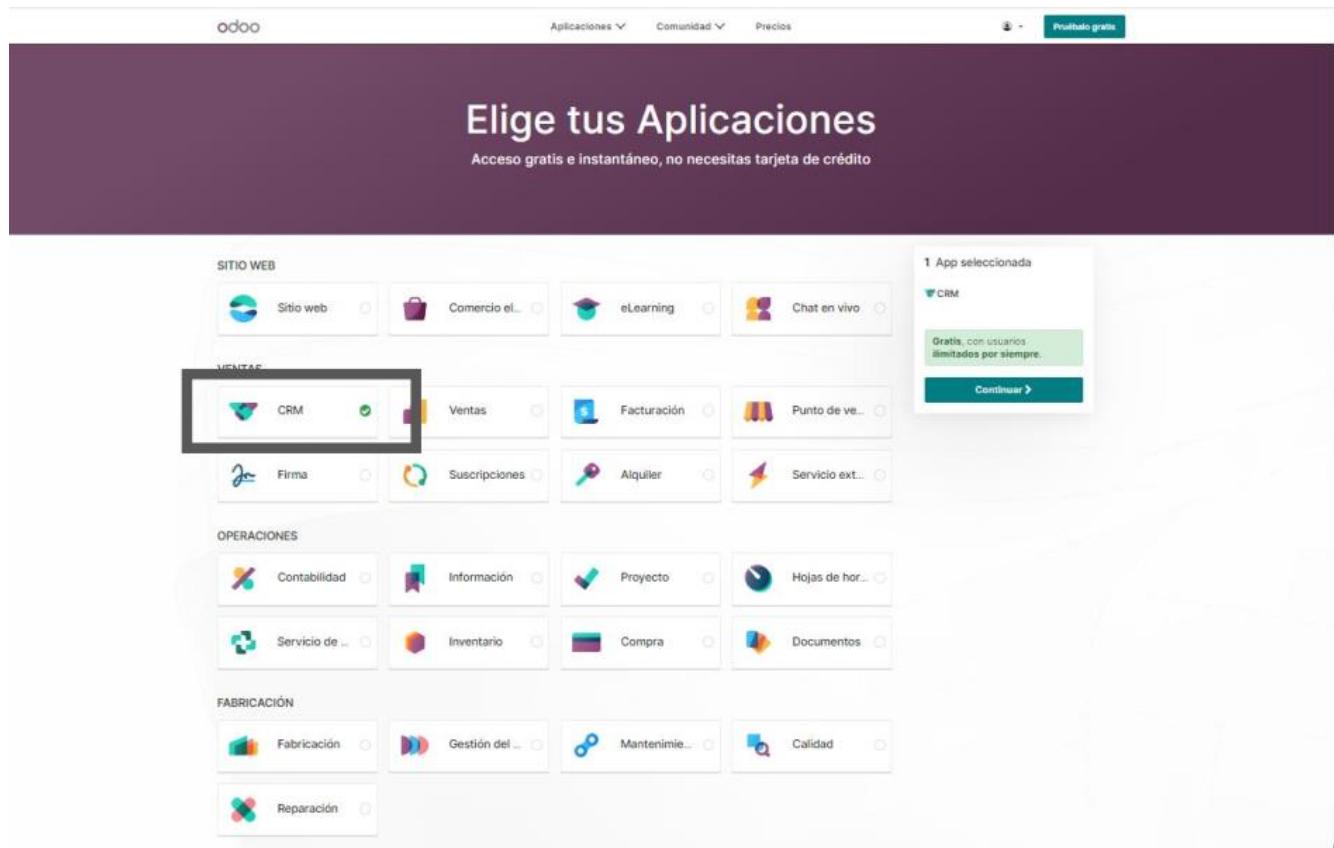 odoo Aplicaciones Comunidad Precios Pruébalo gratis
Elige tus Aplicaciones
Acceso gratis e instantáneo, no necesitas tarjeta de crédito
SITIO WEB
Sitio web Comercio el... eLearning Chat en vivo
VENTAS
CRM Ventas Facturación Punto de ve...
Firma Suscripciones Alquiler Servicio ext...
OPERACIONES
Contabilidad Información Proyecto Hojas de hor...
Servicio de ... Inventario Compra Documentos
FABRICACIÓN
Fabricación Gestión del ... Mantenimie... Calidad
Reparación
1 App seleccionada
CRM
Gratis, con usuarios
ilimitados por siempre.
Continuar